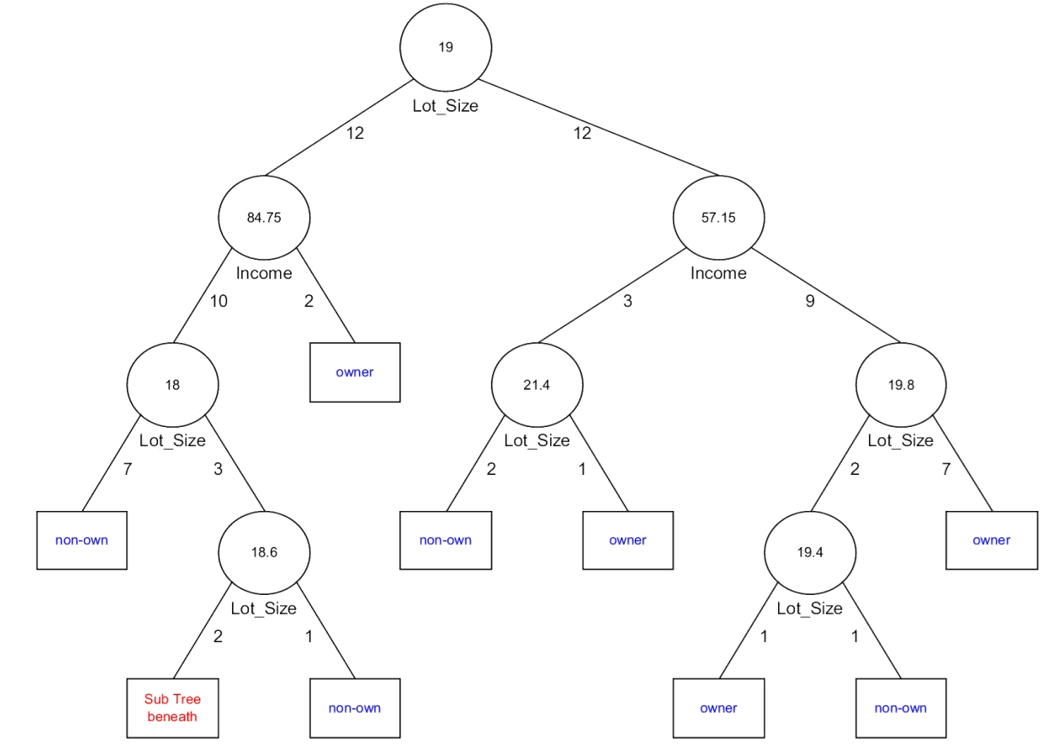 19
Lot_Size
12
12
84.75
57.15
Income
Income
10
2
3
9
18
owner
21.4
19.8
Lot_Size
Lot_Size
Lot_Size
7
3
2
1
2
7
non-own
18.6
non-own
owner
19.4
owner
Lot_Size
Lot_Size
2
1
1
1
Sub Tree
beneath
non-own
owner
non-own